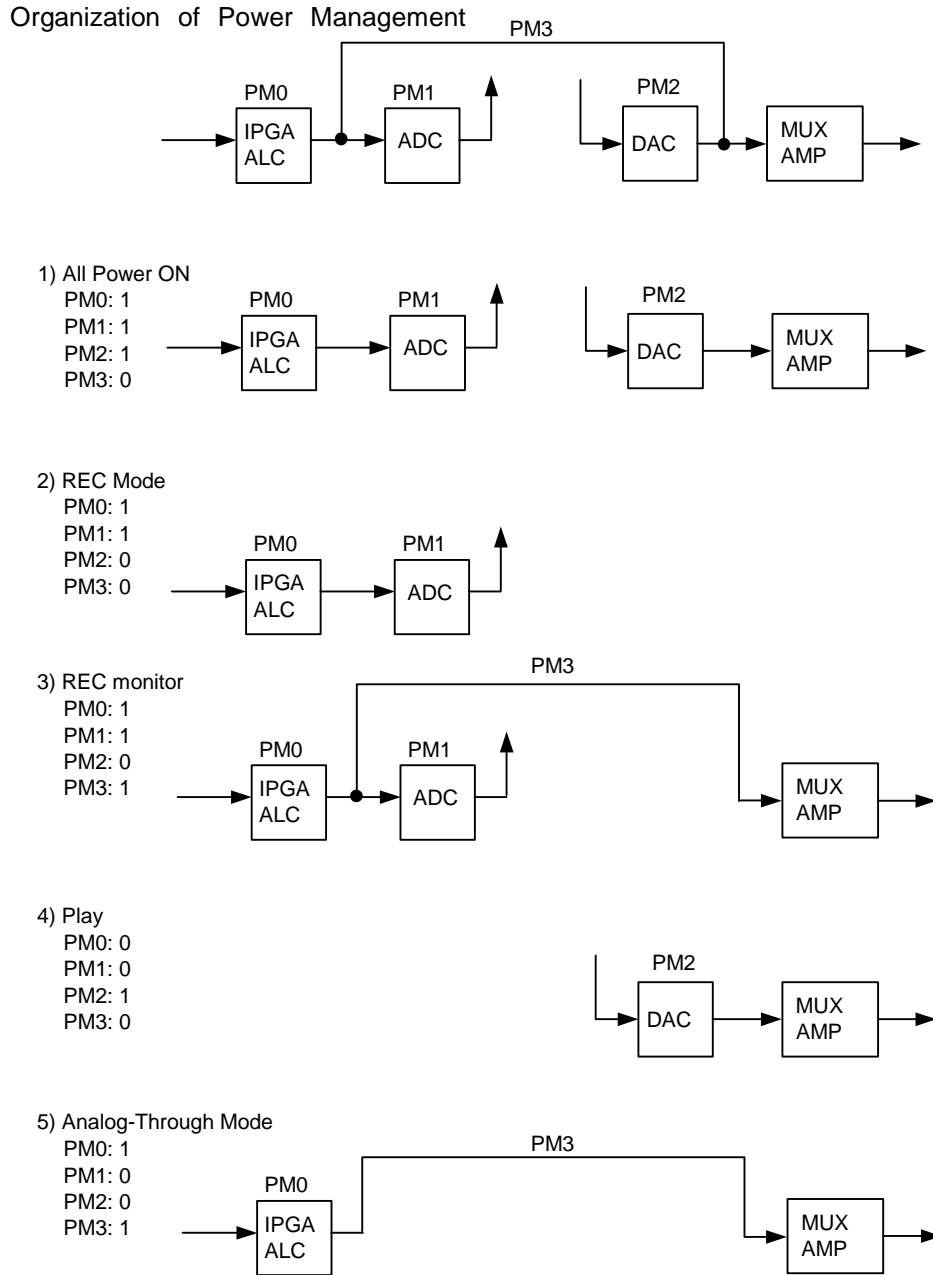 Organization of Power Management
PM3
PM0
PM1
PM2
IPGA
ALC
ADC
DAC
MUX
AMP
1) All Power ON
PM0: 1
PM1: 1
PM2: 1
PM3: 0
PM0
PM1
PM2
IPGA
ALC
ADC
DAC
MUX
AMP
2) REC Mode
PM0: 1
PM1: 1
PM2: 0
PM3: 0
PM0
PM1
IPGA
ALC
ADC
3) REC monitor
PM0: 1
PM1: 1
PM2: 0
PM3: 1
PM3
PM0
PM1
IPGA
ALC
ADC
MUX
AMP
4) Play
PM0: 0
PM1: 0
PM2: 1
PM3: 0
PM2
DAC
MUX
AMP
5) Analog-Through Mode
PM0: 1
PM1: 0
PM2: 0
PM3: 1
PM3
PM0
IPGA
ALC
MUX
AMP